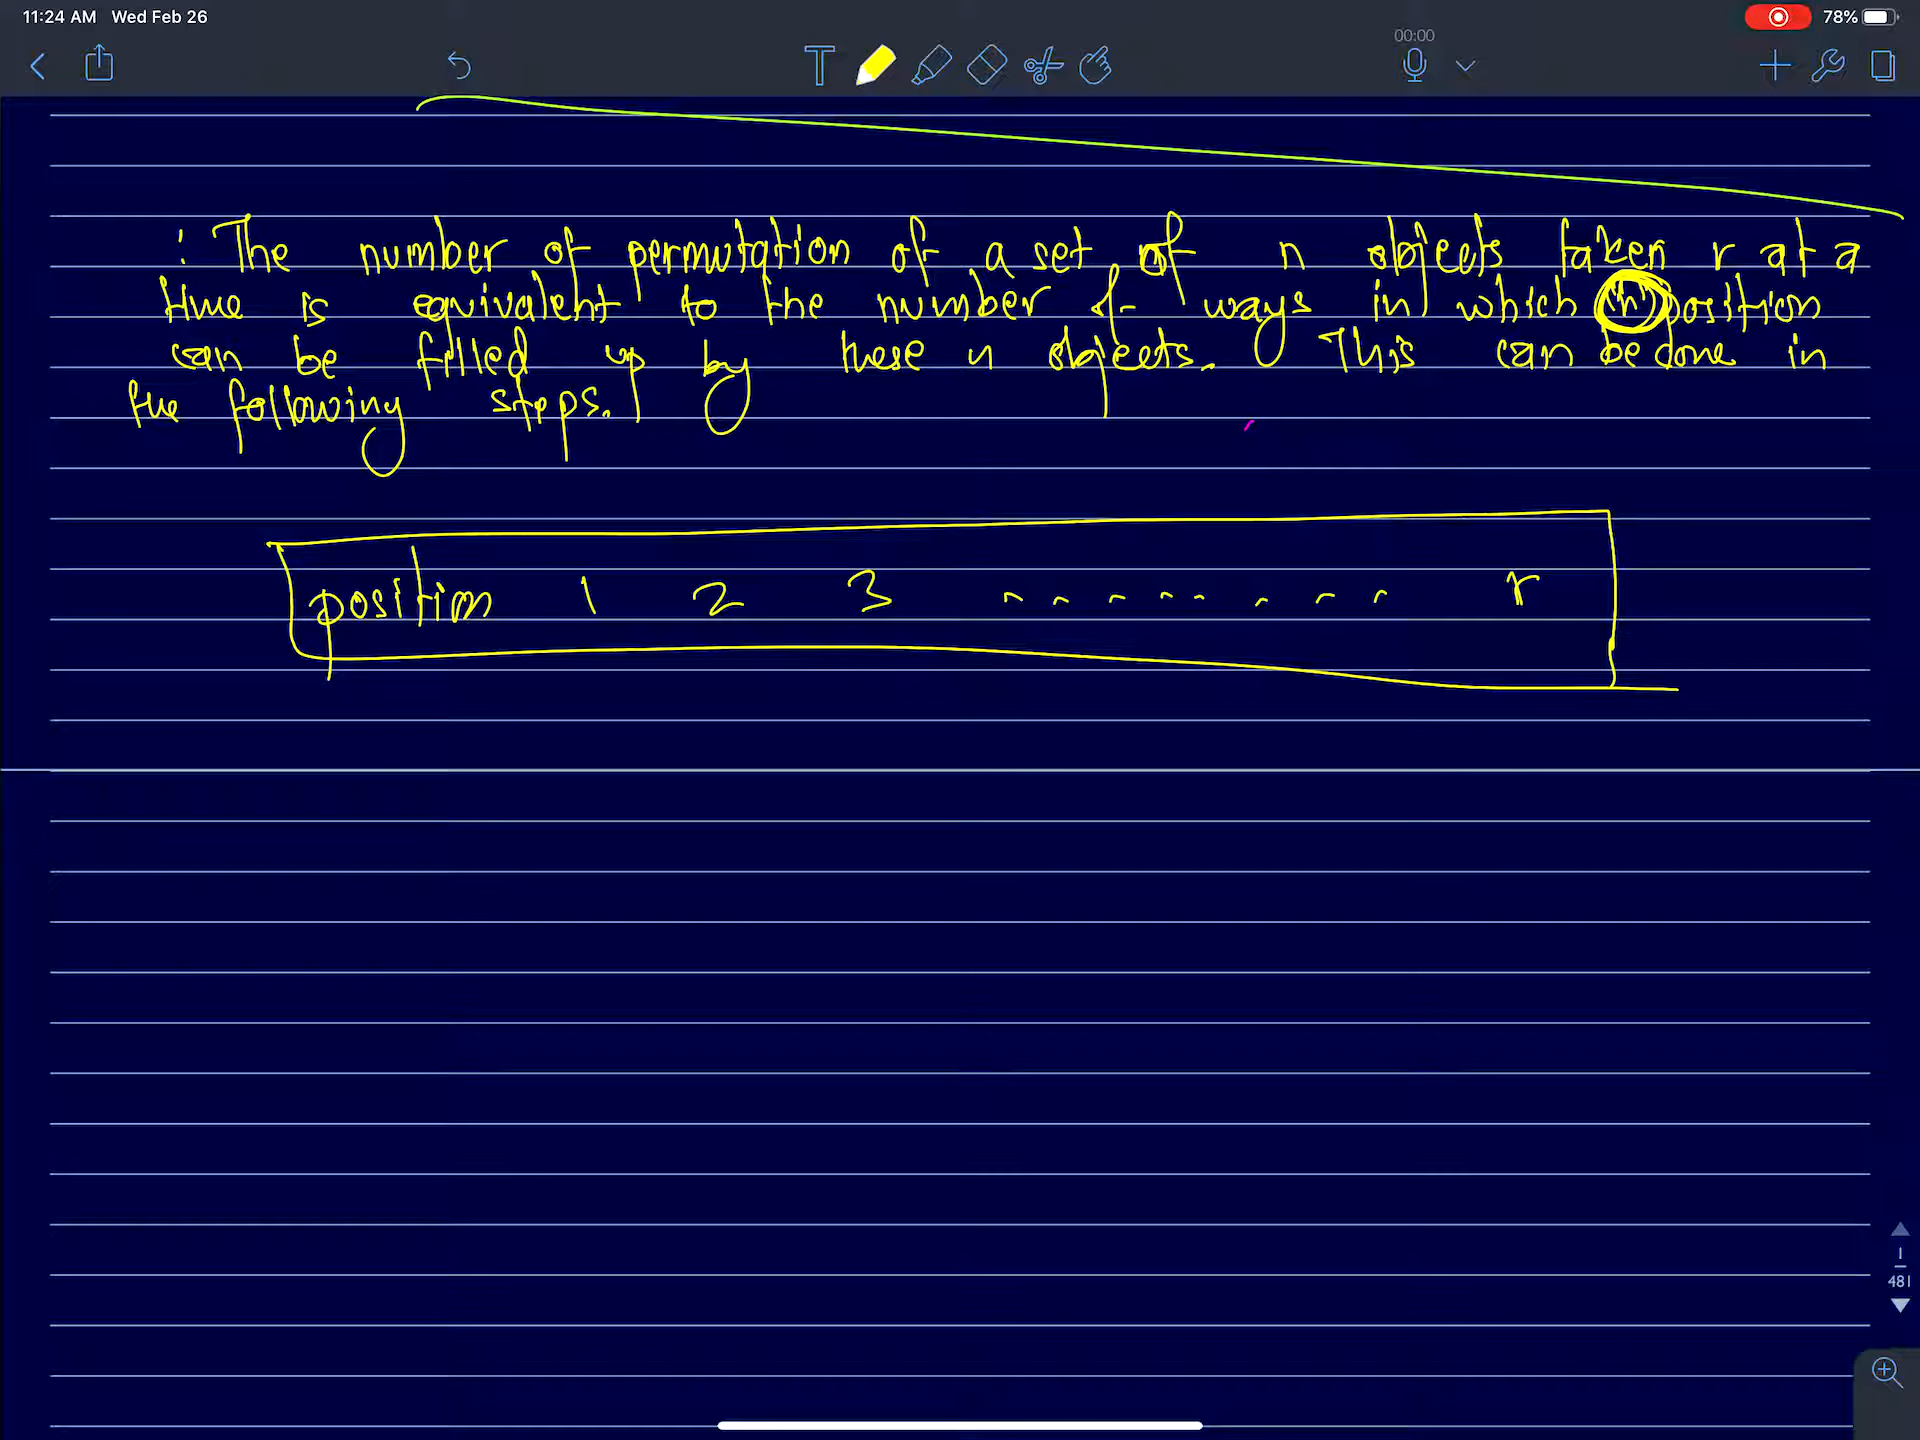 11:24 AM Wed Feb 26
78%
00:00
: The number of permutation of a set of n objects taken r at a
time is equivalent to the number of ways in which position
can be filled up by these n objects. This can be done in
the following steps.
position 1 2 3 - - - - - - - - r
1
481